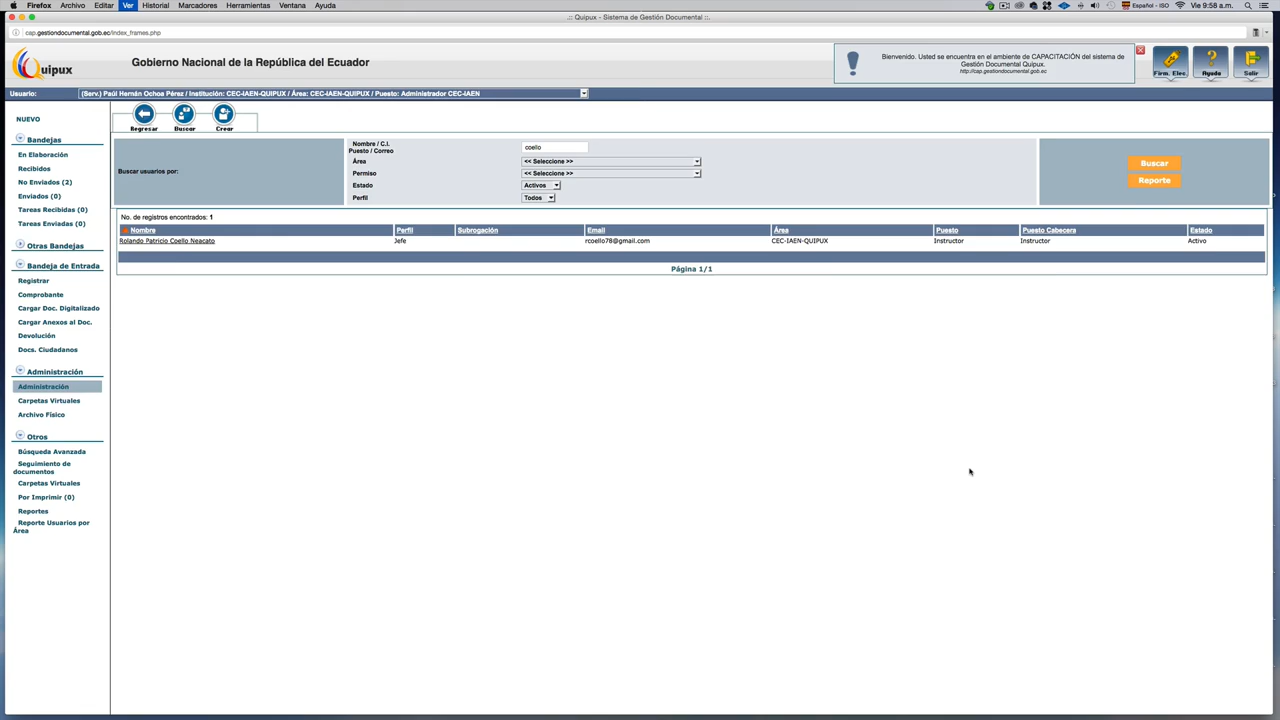 Firefox Archivo Editar Ver Historial Marcadores Herramientas Ventana Ayuda Español - ISO Vie 9:58 a.m.
.:: Quipux - Sistema de Gestión Documental ::.
cap.gestiondocumental.gob.ec/index_frames.php
Quipux
Gobierno Nacional de la República del Ecuador
Bienvenido. Usted se encuentra en el ambiente de CAPACITACIÓN del sistema de
Gestión Documental Quipux.
http://cap.gestiondocumental.gob.ec
Firm. Elec. Ayuda Salir
Usuario: (Serv.) Paúl Hernán Ochoa Pérez / Institución: CEC-IAEN-QUIPUX / Área: CEC-IAEN-QUIPUX / Puesto: Administrador CEC-IAEN
NUEVO
Bandejas
En Elaboración
Recibidos
No Enviados (2)
Enviados (0)
Tareas Recibidas (0)
Tareas Enviadas (0)
Otras Bandejas
Bandeja de Entrada
Registrar
Comprobante
Cargar Doc. Digitalizado
Cargar Anexos al Doc.
Devolución
Docs. Ciudadanos
Administración
Administración
Carpetas Virtuales
Archivo Físico
Otros
Búsqueda Avanzada
Seguimiento de
documentos
Carpetas Virtuales
Por Imprimir (0)
Reportes
Reporte Usuarios por
Área
Regresar Buscar Crear
Buscar usuarios por:
Nombre / C.I.
Puesto / Correo
coello
Área << Seleccione >>
Permiso << Seleccione >>
Estado Activos
Perfil Todos
Buscar
Reporte
No. de registros encontrados: 1
Nombre Perfil Subrogación Email Área Puesto Puesto Cabecera Estado
Rolando Patricio Coello Neacato Jefe rcoello78@gmail.com CEC-IAEN-QUIPUX Instructor Instructor Activo
Página 1/1